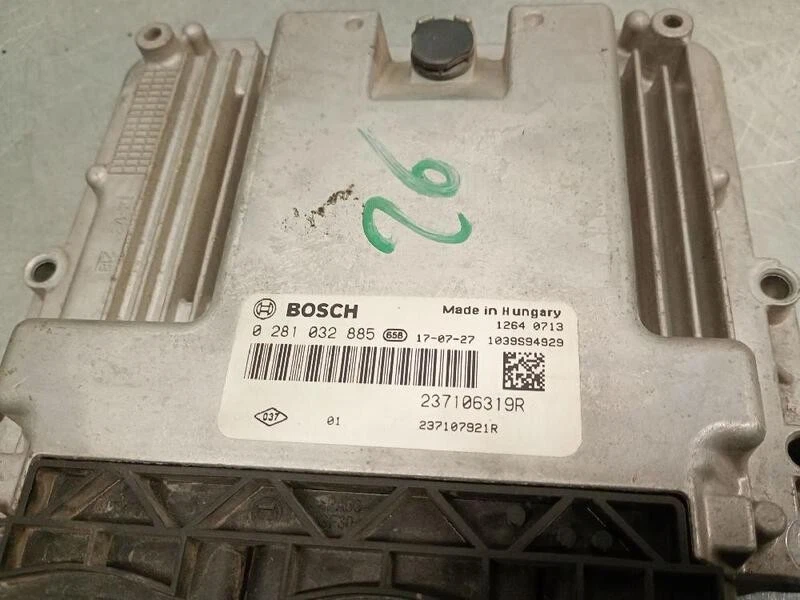 26
BOSCH
Made in Hungary
0 281 032 885 658 17-07-27
1264 0713
1039S94929
237106319R
037
01
237107921R